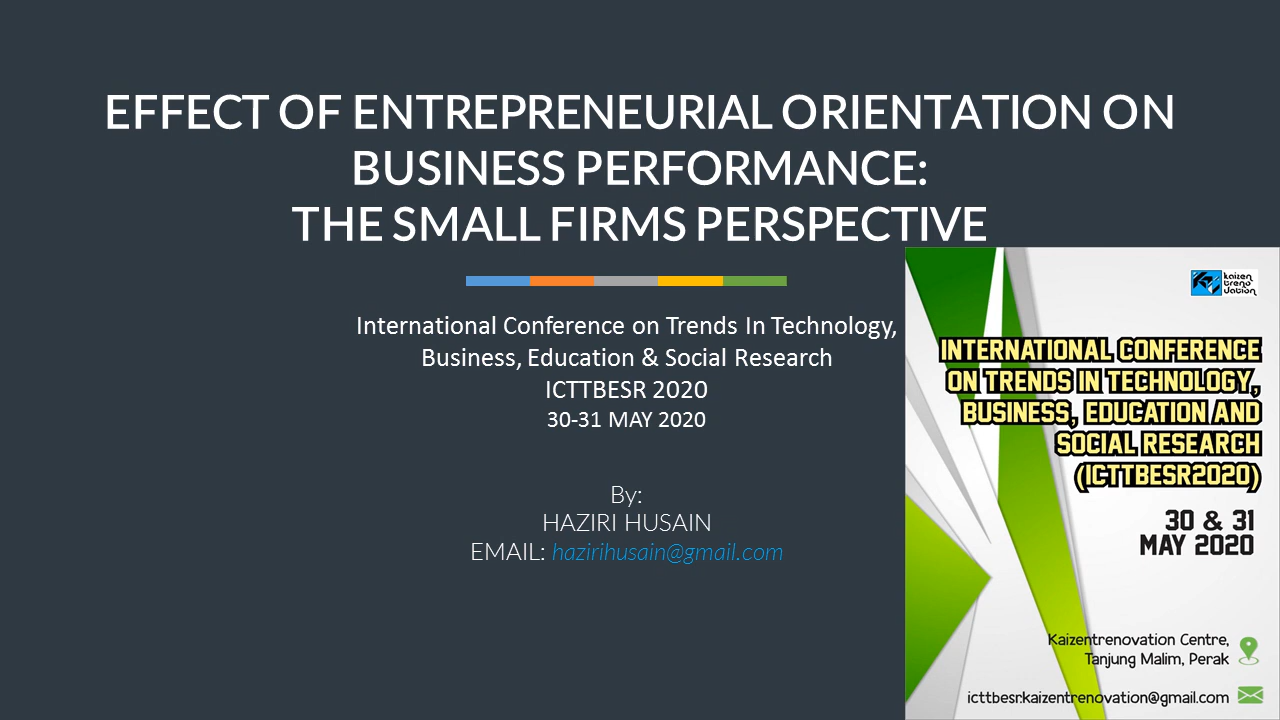 EFFECT OF ENTREPRENEURIAL ORIENTATION ON
BUSINESS PERFORMANCE:
THE SMALL FIRMS PERSPECTIVE
International Conference on Trends In Technology,
Business, Education & Social Research
ICTTBESR 2020
30-31 MAY 2020
By:
HAZIRI HUSAIN
EMAIL: hazirihusain@gmail.com
kaizen
treno
vation
INTERNATIONAL CONFERENCE
ON TRENDS IN TECHNOLOGY,
BUSINESS, EDUCATION AND
SOCIAL RESEARCH
(ICTTBESR2020)
30 & 31
MAY 2020
Kaizentrenovation Centre,
Tanjung Malim, Perak
icttbesr.kaizentrenovation@gmail.com